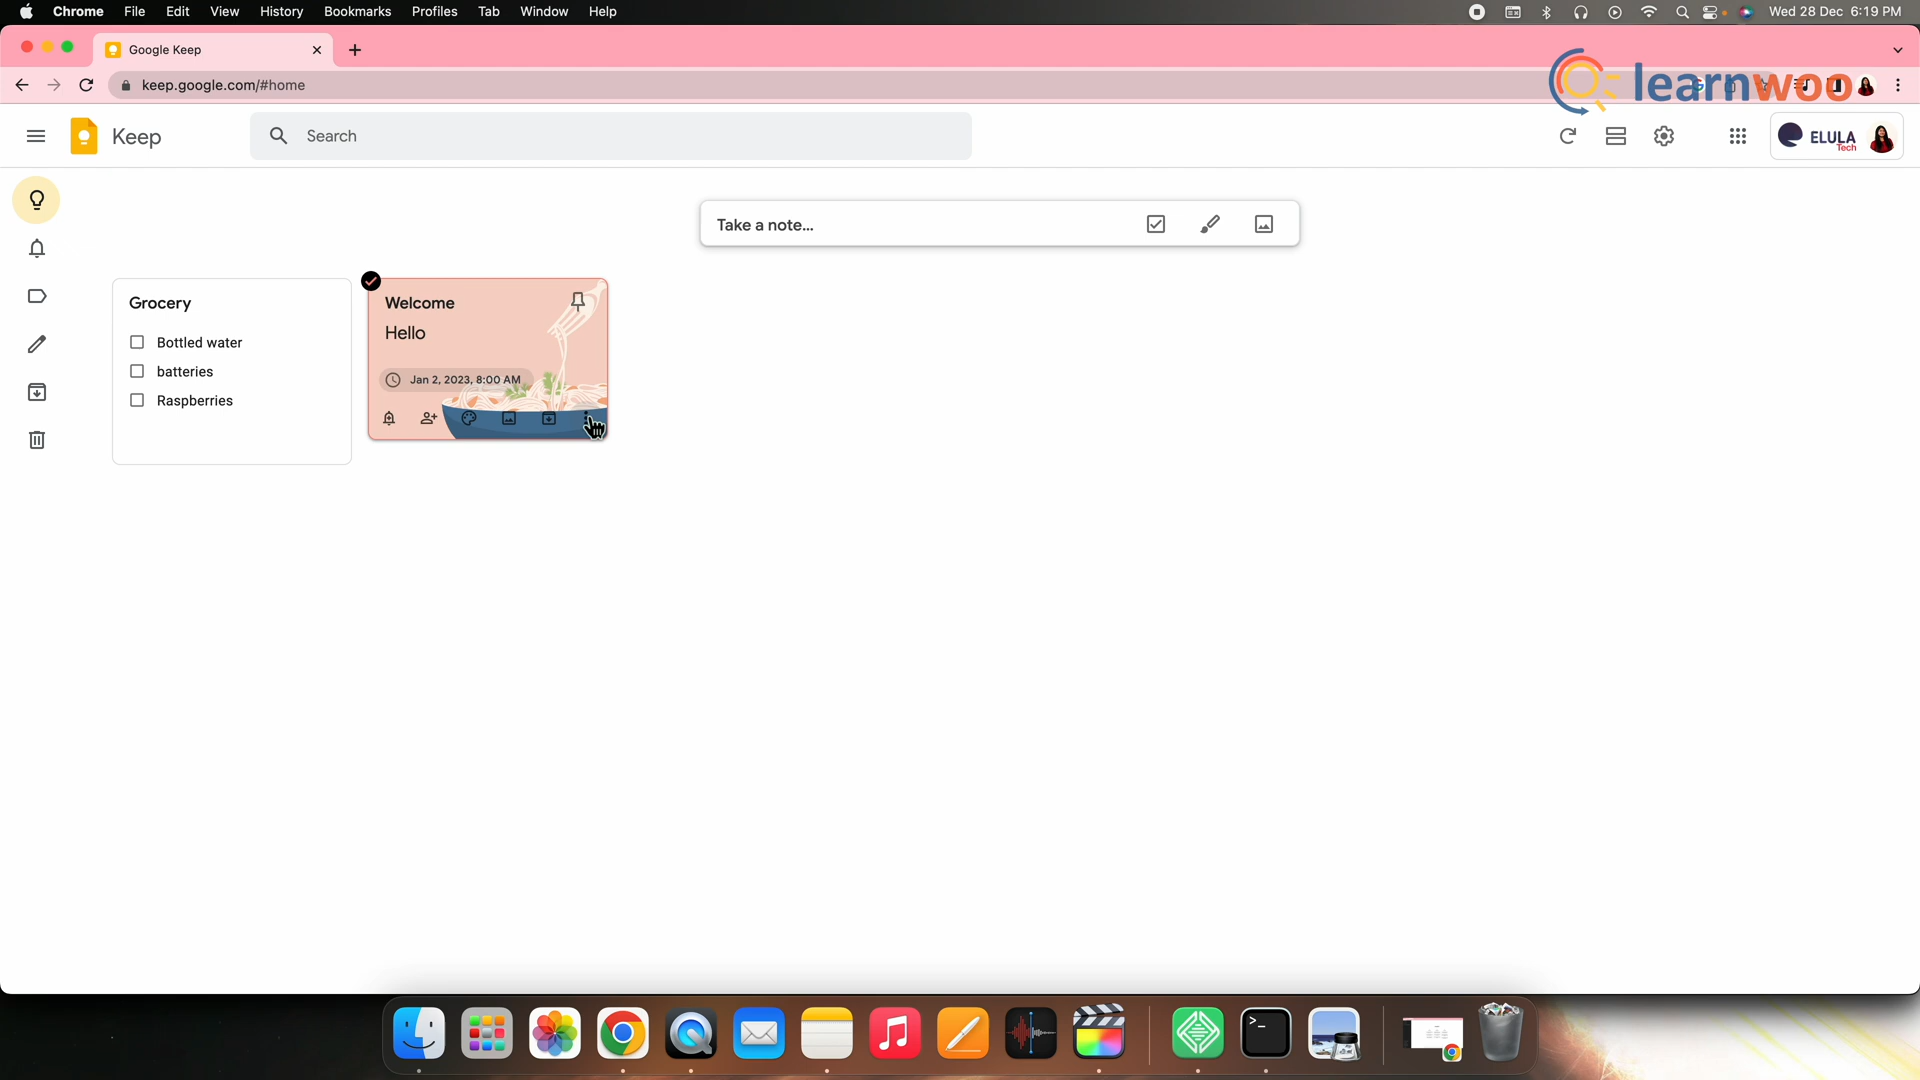 Chrome File Edit View History Bookmarks Profiles Tab Window Help
Wed 28 Dec 6:19 PM
Google Keep
keep.google.com/#home
learnwoo
Keep
Search
ELULA
Tech
Take a note...
Grocery
Bottled water
batteries
Raspberries
Welcome
Hello
Jan 2, 2023, 8:00 AM